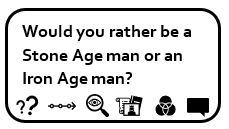 Would you rather be a
Stone Age man or an
Iron Age man?
??